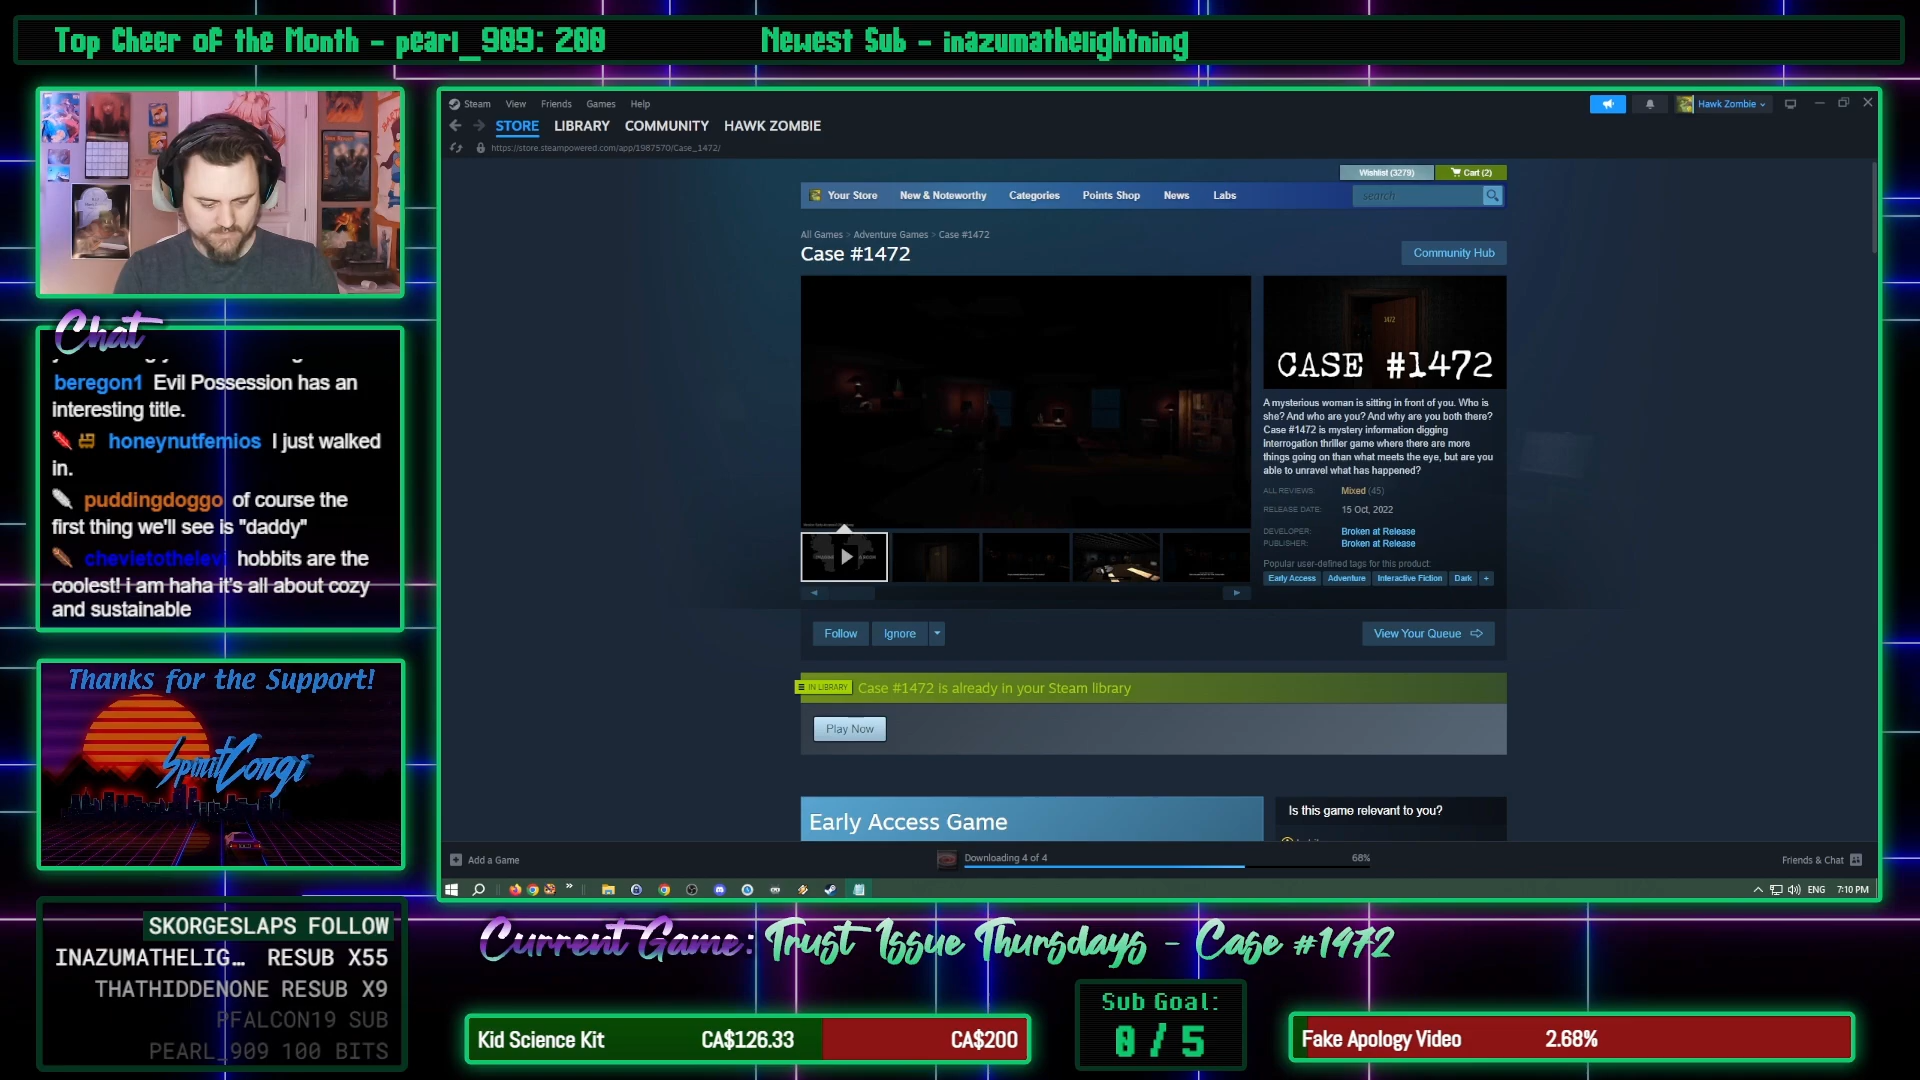 Top Cheer of the Month - pearl_909: 200
Newest Sub - inazumathelightning
Steam View Friends Games Help
Hawk Zombie
STORE LIBRARY COMMUNITY HAWK ZOMBIE
https://store.steampowered.com/app/1987570/Case_1472/
Wishlist (3279)
Cart (2)
Your Store New & Noteworthy Categories Points Shop News Labs
search
All Games > Adventure Games > Case #1472
Case #1472
Community Hub
1472
CASE #1472
A mysterious woman is sitting in front of you. Who is
she? And who are you? And why are you both there?
Case #1472 is mystery information digging
Interrogation thriller game where there are more
things going on than what meets the eye, but are you
able to unravel what has happened?
ALL REVIEWS: Mixed (45)
RELEASE DATE: 15 Oct, 2022
DEVELOPER: Broken at Release
PUBLISHER: Broken at Release
Popular user-defined tags for this product:
Early Access Adventure Interactive Fiction Dark +
Follow Ignore
View Your Queue
IN LIBRARY Case #1472 is already in your Steam library
Play Now
Early Access Game
Is this game relevant to you?
Add a Game
Downloading 4 of 4 68%
Friends & Chat
ENG 7:10 PM
Chat
beregon1 Evil Possession has an
interesting title.
honeynutfemios I just walked
in.
puddingdoggo of course the
first thing we'll see is "daddy"
chevietothelevi hobbits are the
coolest! i am haha it's all about cozy
and sustainable
Thanks for the Support!
SpiritCorgi
SKORGESLAPS FOLLOW
INAZUMATHELIG... RESUB X55
THATHIDDENONE RESUB X9
PFALCON19 SUB
PEARL_909 100 BITS
Current Game: Trust Issue Thursdays - Case #1472
Kid Science Kit CA$126.33 CA$200
Sub Goal:
0 / 5
Fake Apology Video 2.68%